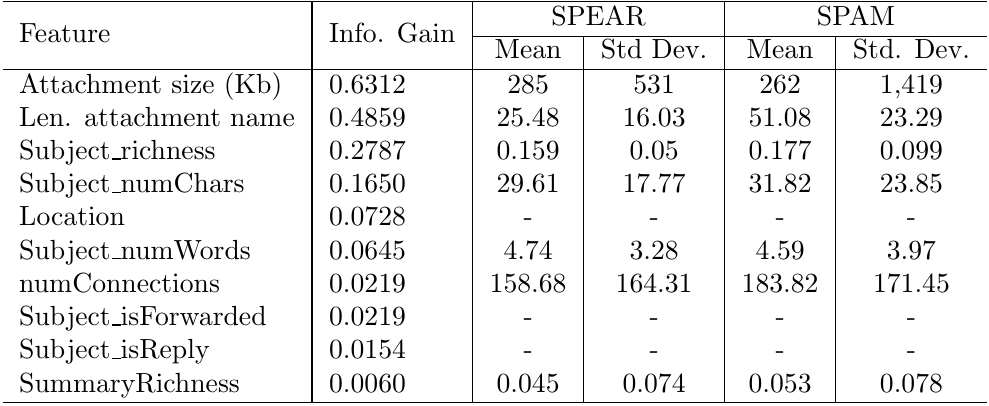 Feature Info. Gain SPEAR SPAM
Mean Std Dev. Mean Std. Dev.
Attachment size (Kb) 0.6312 285 531 262 1,419
Len. attachment name 0.4859 25.48 16.03 51.08 23.29
Subject_richness 0.2787 0.159 0.05 0.177 0.099
Subject_numChars 0.1650 29.61 17.77 31.82 23.85
Location 0.0728 - - - -
Subject_numWords 0.0645 4.74 3.28 4.59 3.97
numConnections 0.0219 158.68 164.31 183.82 171.45
Subject_isForwarded 0.0219 - - - -
Subject_isReply 0.0154 - - - -
SummaryRichness 0.0060 0.045 0.074 0.053 0.078